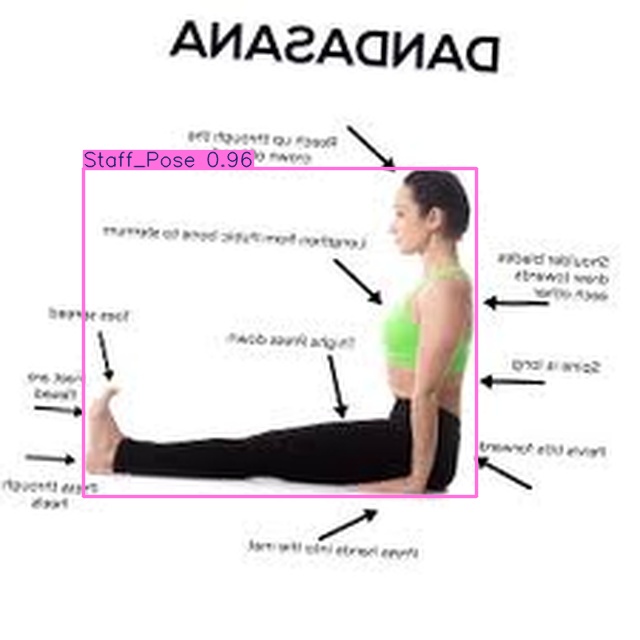 DANDASANA
Reach up through the
crown of
Staff_Pose 0.96
Lengthen from Pubic bone to sternum
Shoulder blades
draw towards
each other
Toes spread
Thighs Press down
Spine is long
Feet are
flexed
Pelvis tilts forward
press through
heels
Press hands into the mat